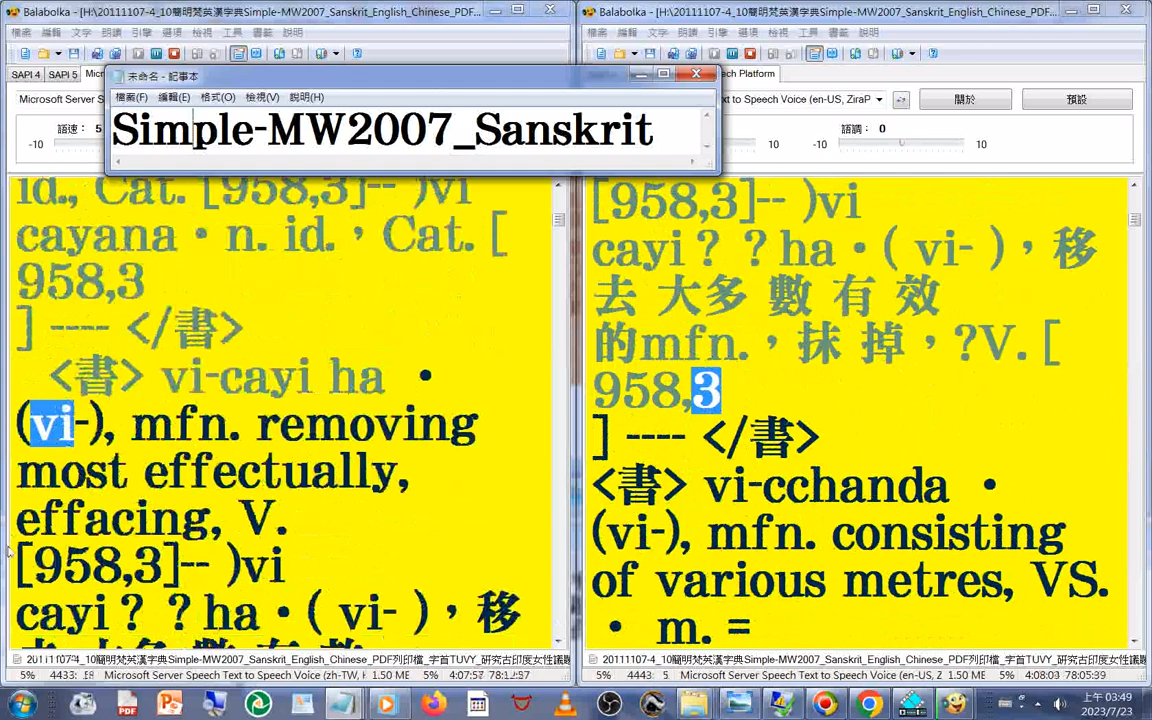 Balabolka - [H:\20111107-4_10簡明梵英漢字典Simple-MW2007_Sanskrit_English_Chinese_PDF...
檔案 編輯 文字 朗讀 引擎 選項 檢視 工具 書籤 說明
SAPI 4 SAPI 5
Microsoft Server S
語速： 5
-10
Balabolka - [H:\20111107-4_10簡明梵英漢字典Simple-MW2007_Sanskrit_English_Chinese_PDF...
檔案 編輯 文字 朗讀 引擎 選項 檢視 工具 書籤 說明
ech Platform
xt to Speech Voice (en-US, ZiraP
關於
預設
語調： 0
10
-10
10
未命名 - 記事本
檔案(F) 編輯(E) 格式(O) 檢視(V) 說明(H)
Simple-MW2007_Sanskrit
id., Cat. [958,3]-- )vi
cayana • n. id.，Cat. [
958,3
] ---- </書>
<書> vi-cayi ha •
(vi-), mfn. removing
most effectually,
effacing, V.
[958,3]-- )vi
cayi？ ？ha •( vi- )，移
[958,3]-- )vi
cayi？ ？ha •( vi- )，移
去 大多 數 有 效
的mfn.，抹 掉，?V. [
958,3
] ---- </書>
<書> vi-cchanda •
(vi-), mfn. consisting
of various metres, VS.
• m. =
20111107-4_10簡明梵英漢字典Simple-MW2007_Sanskrit_English_Chinese_PDF列印檔_字首TUVY_研究古印度女性議題
5% Microsoft Server Speech Text to Speech Voice (zh-TW, H 1.50 ME 5% 4:07:57 78:12:37
20111107-4_10簡明梵英漢字典Simple-MW2007_Sanskrit_English_Chinese_PDF列印檔_字首TUVY_研究古印度女性議題
5% Microsoft Server Speech Text to Speech Voice (en-US, Z 1.50 ME 5% 4:08:03 78:05:39
上午 03:49
2023/7/23